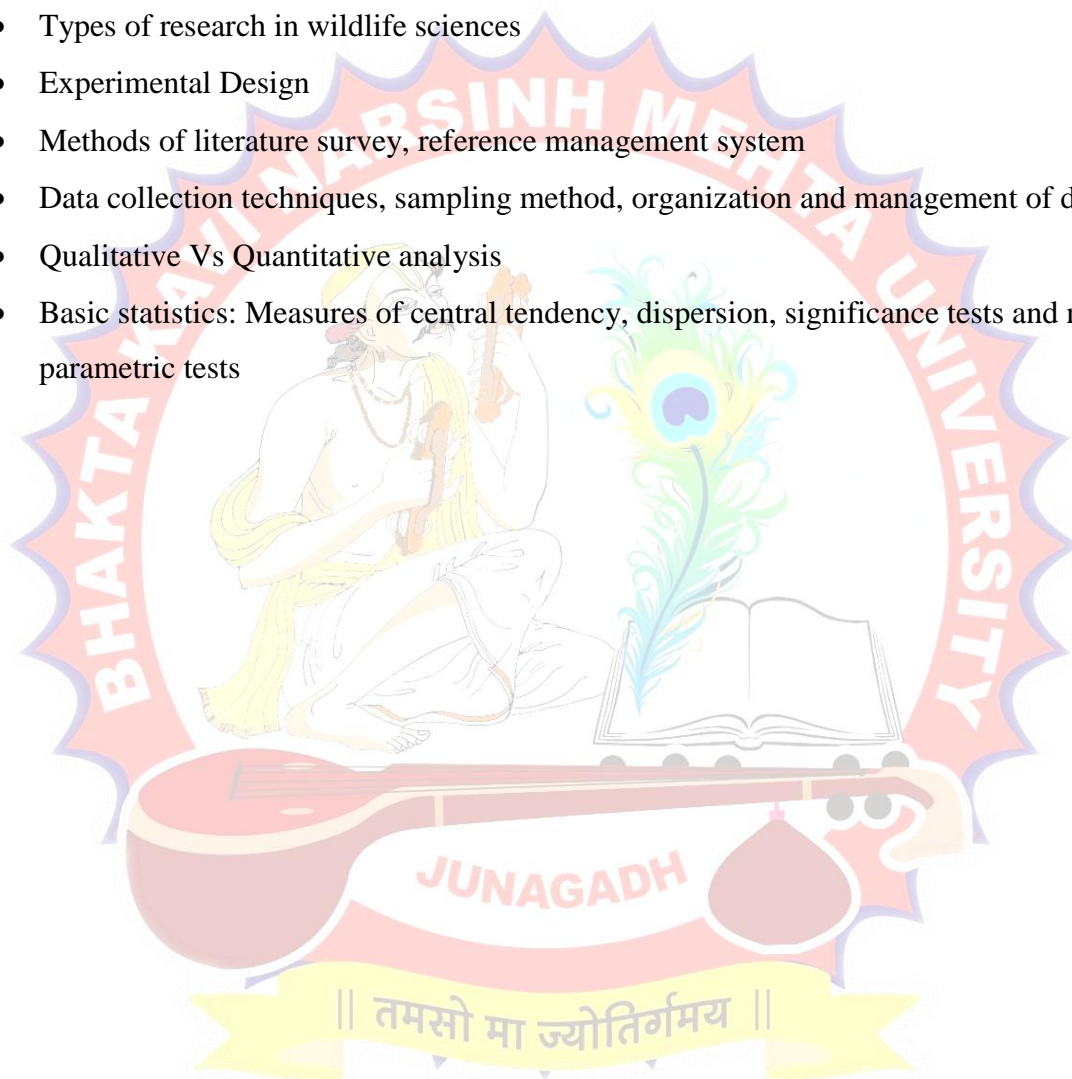 • Types of research in wildlife sciences
• Experimental Design
• Methods of literature survey, reference management system
• Data collection techniques, sampling method, organization and management of d
• Qualitative Vs Quantitative analysis
• Basic statistics: Measures of central tendency, dispersion, significance tests and
parametric tests
BHAKTA KAVI NARSINH MEHTA UNIVERSITY
JUNAGADH
|| तमसो मा ज्योतिर्गमय ||